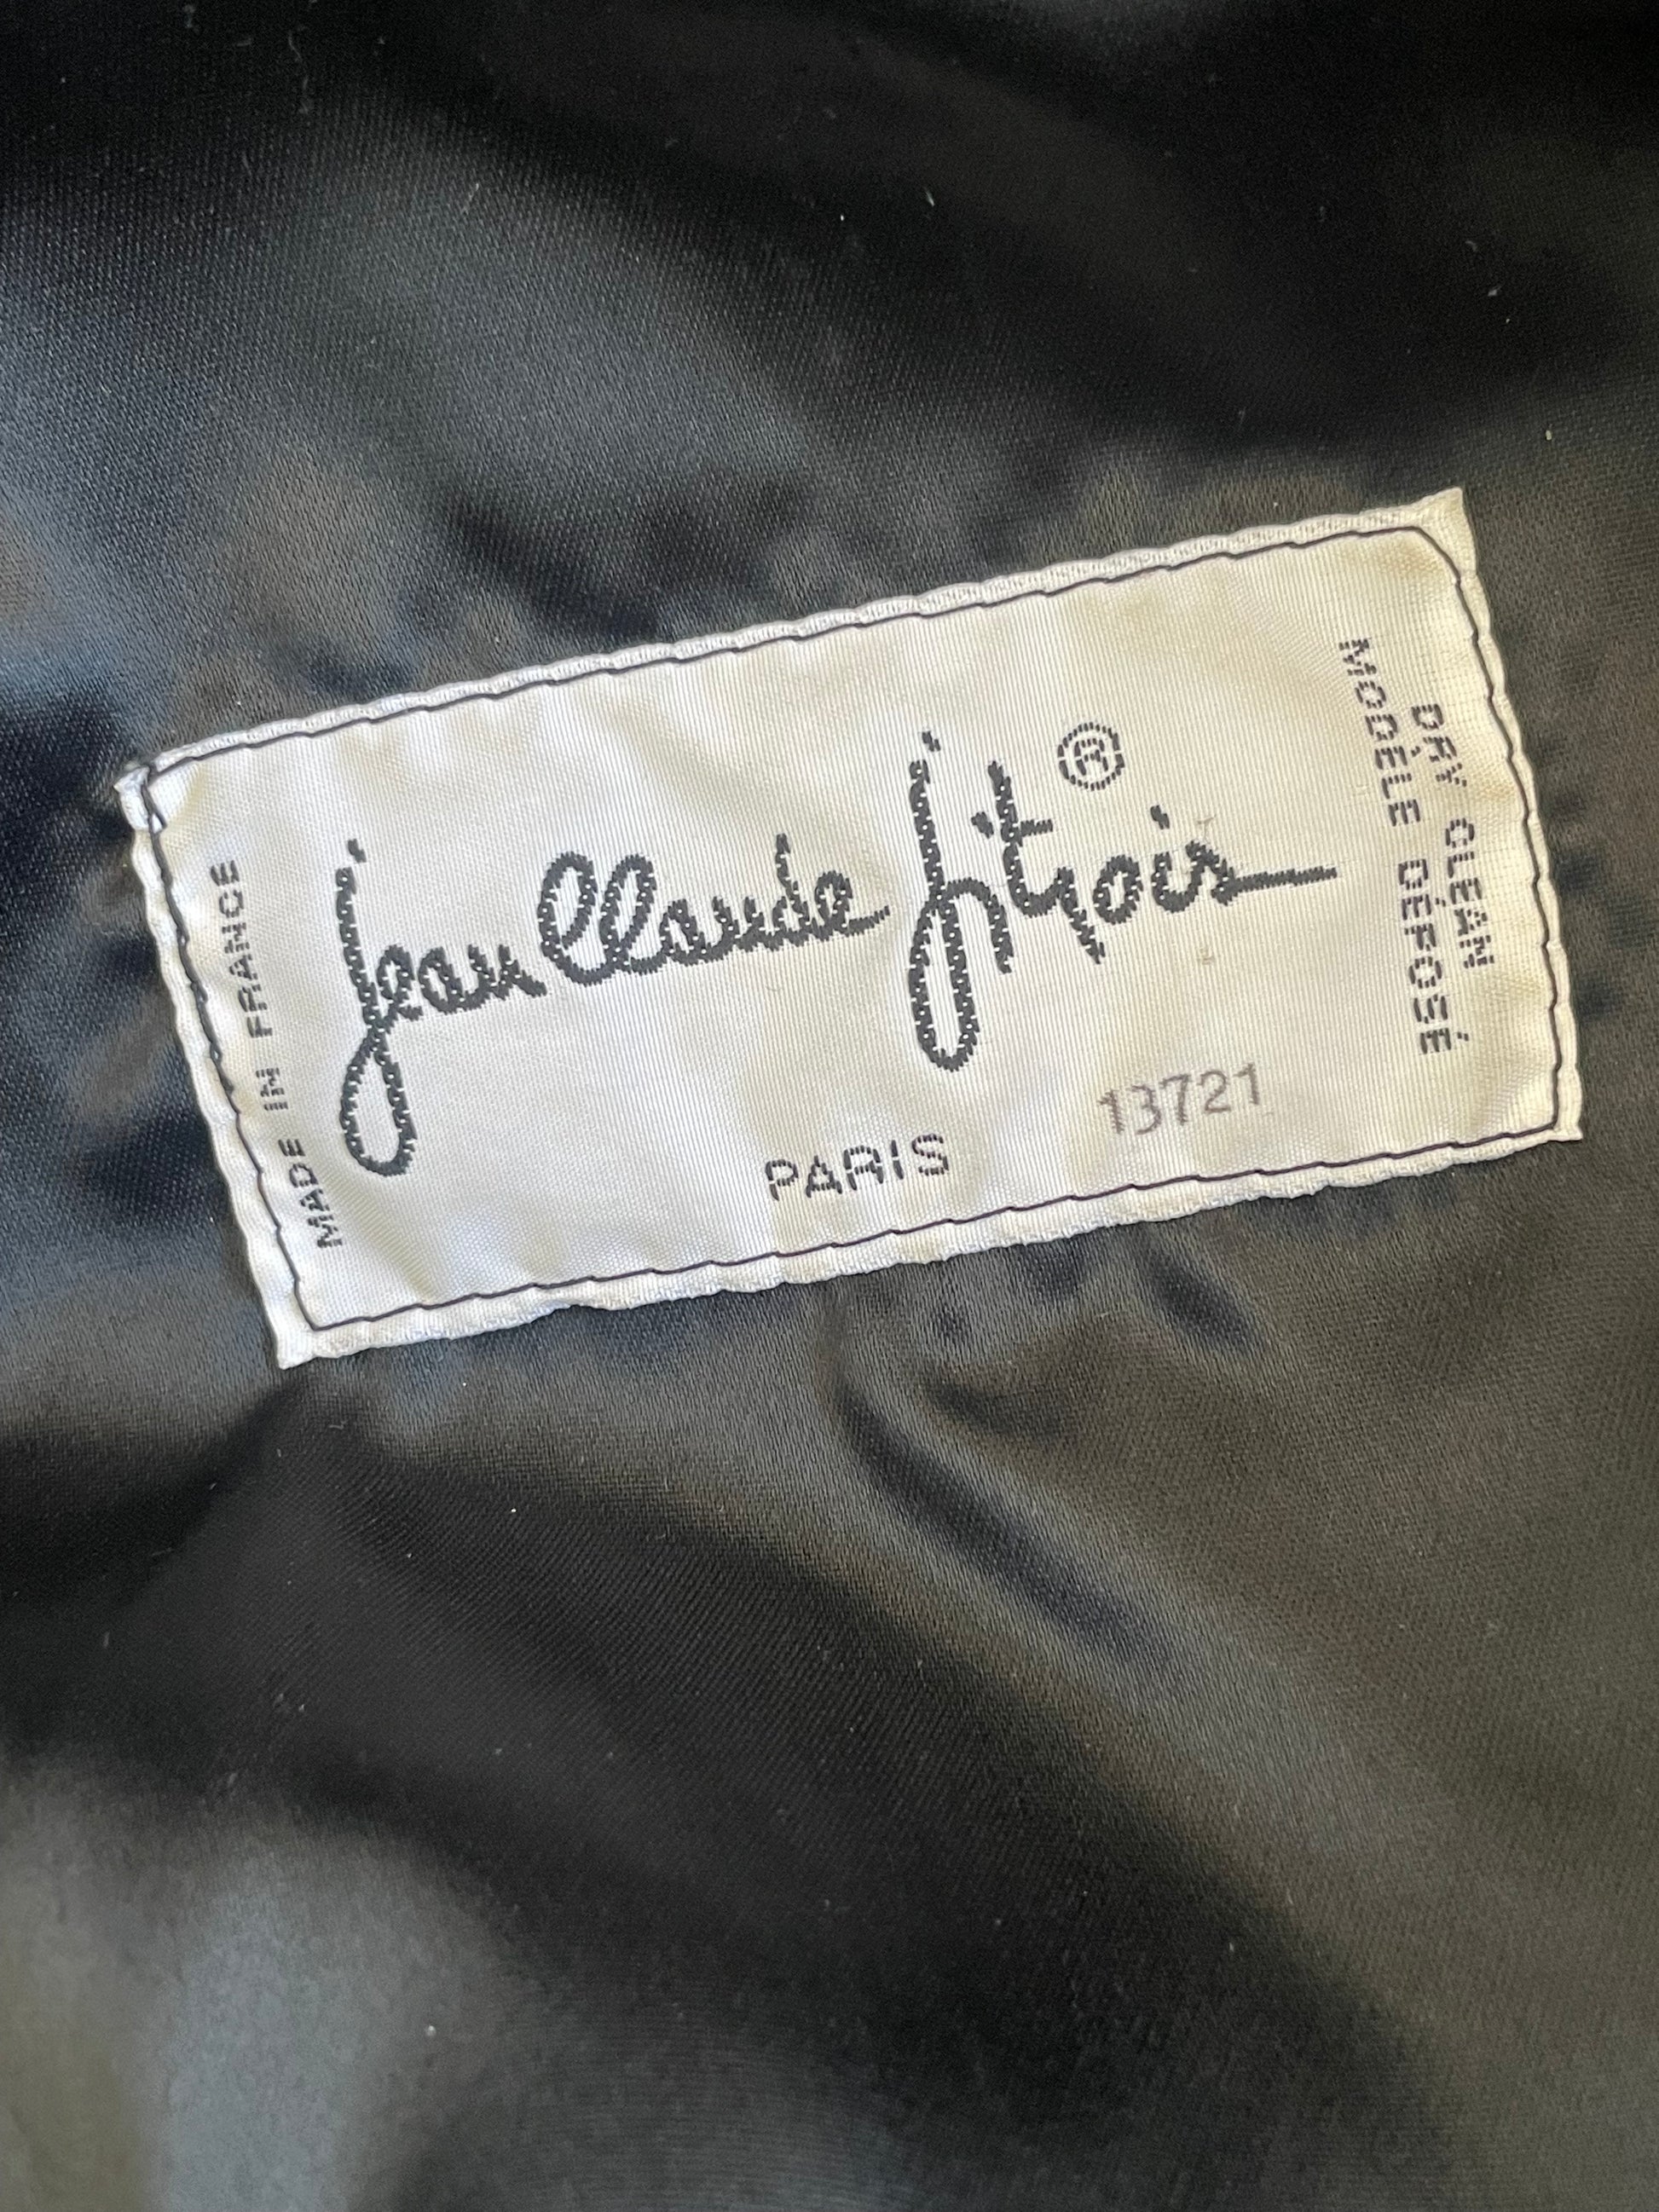 MADE IN FRANCE
jean Claude jitrois ®
PARIS
13721
DRY CLEAN
MODÈLE DÉPOSÉ